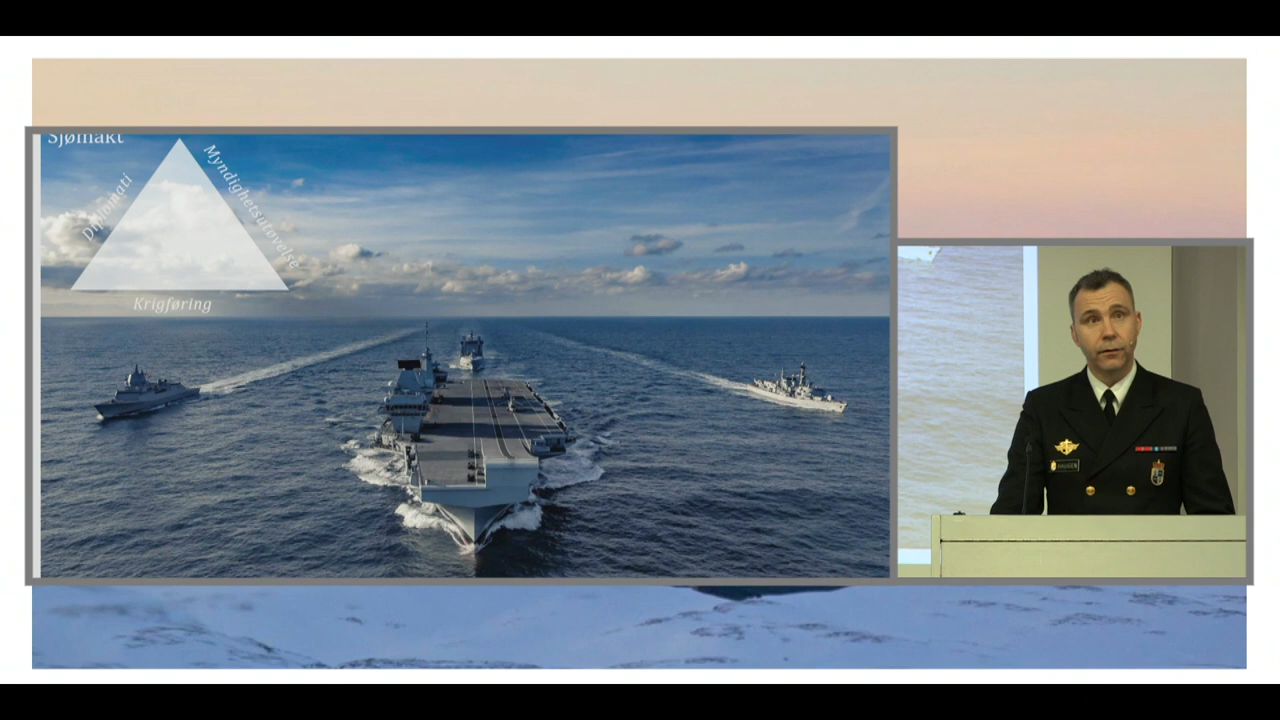 Sjømakt
Diplomati
Myndighetsutøvelse
Krigføring
HAUGEN